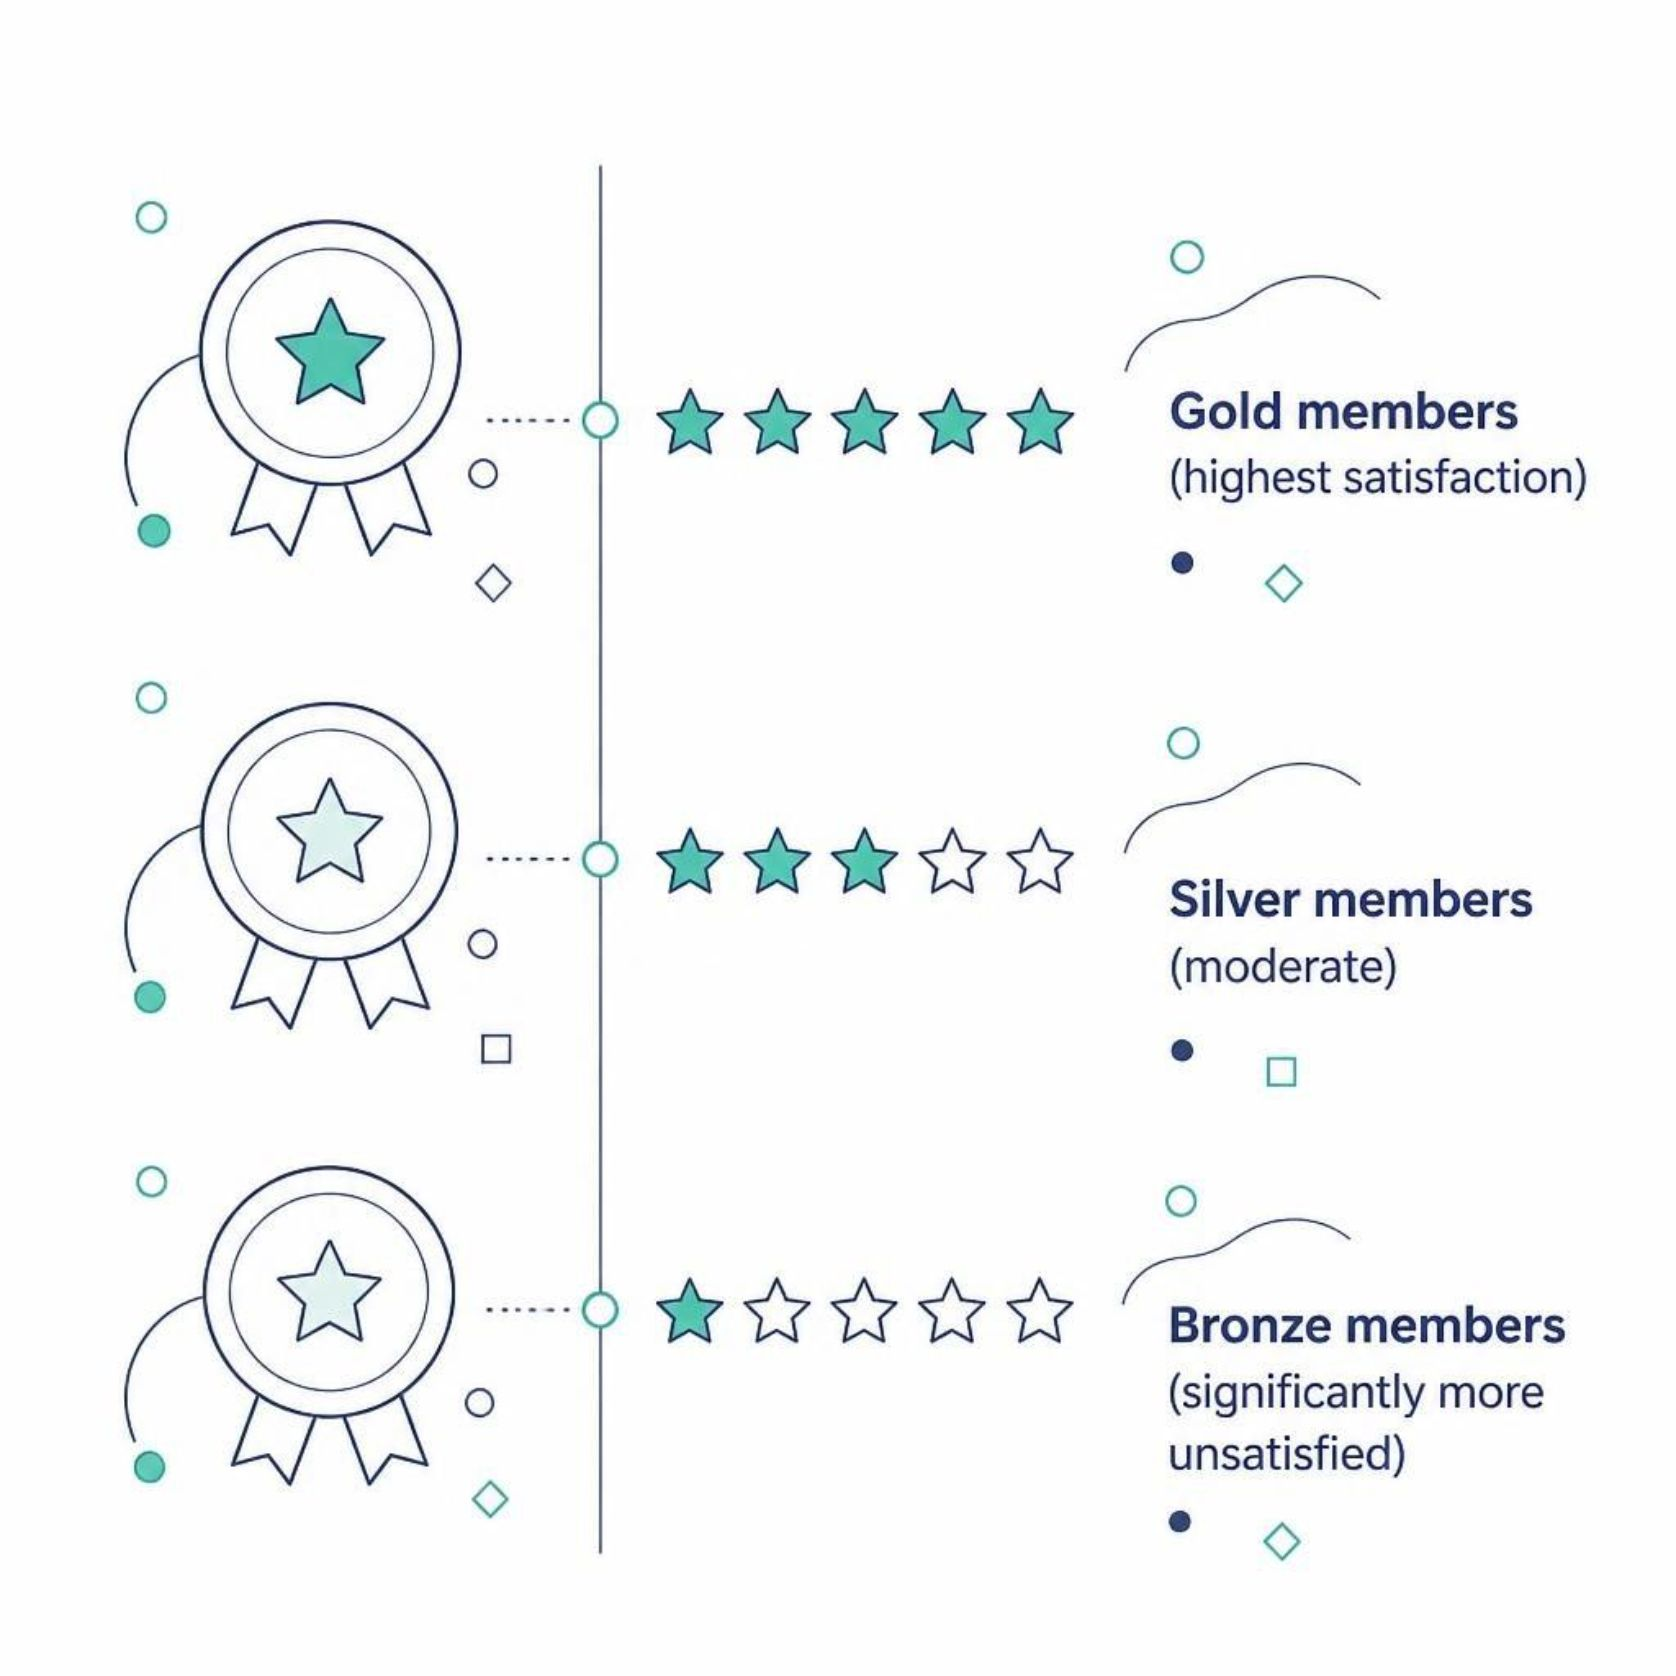 Gold members
(highest satisfaction)
Silver members
(moderate)
Bronze members
(significantly more
unsatisfied)